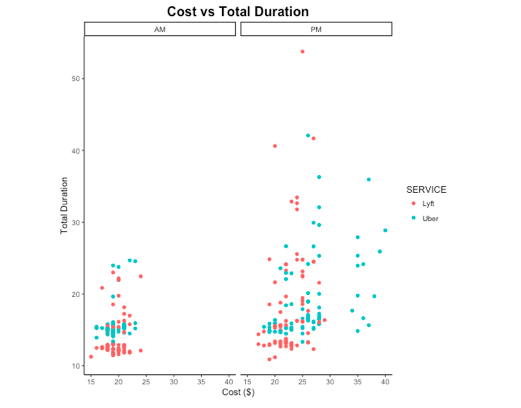 Cost vs Total Duration
AM PM
50
40
30
20
10
Total Duration
15 20 25 30 35 40 15 20 25 30 35 40
Cost ($)
SERVICE
Lyft
Uber